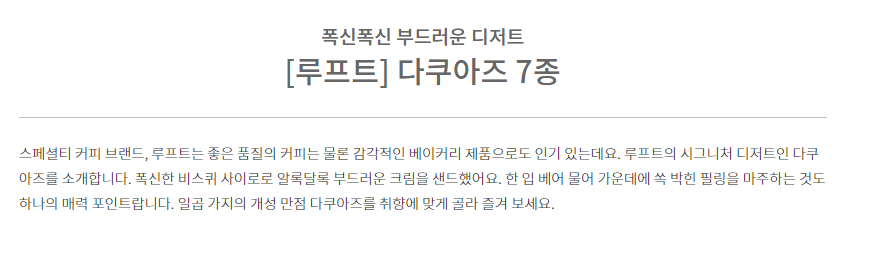 폭신폭신 부드러운 디저트
[루프트] 다쿠아즈 7종
스페셜티 커피 브랜드, 루프트는 좋은 품질의 커피는 물론 감각적인 베이커리 제품으로도 인기 있는데요. 루프트의 시그니처 디저트인 다쿠
아즈를 소개합니다. 폭신한 비스퀴 사이로로 알록달록 부드러운 크림을 샌드했어요. 한 입 베어 물어 가운데에 쏙 박힌 필링을 마주하는 것도
하나의 매력 포인트랍니다. 일곱 가지의 개성 만점 다쿠아즈를 취향에 맞게 골라 즐겨 보세요.